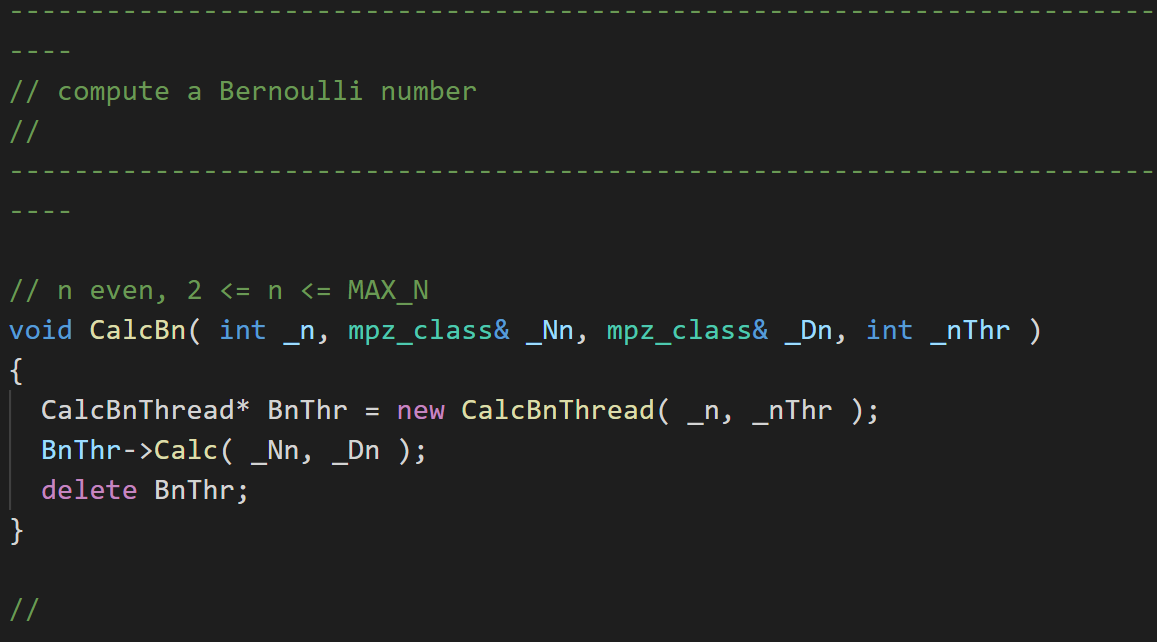 -----------------------------------------------------------------------
----
// compute a Bernoulli number
//
-----------------------------------------------------------------------
----
// n even, 2 <= n <= MAX_N
void CalcBn( int _n, mpz_class& _Nn, mpz_class& _Dn, int _nThr )
{
  CalcBnThread* BnThr = new CalcBnThread( _n, _nThr );
  BnThr->Calc( _Nn, _Dn );
  delete BnThr;
}
//